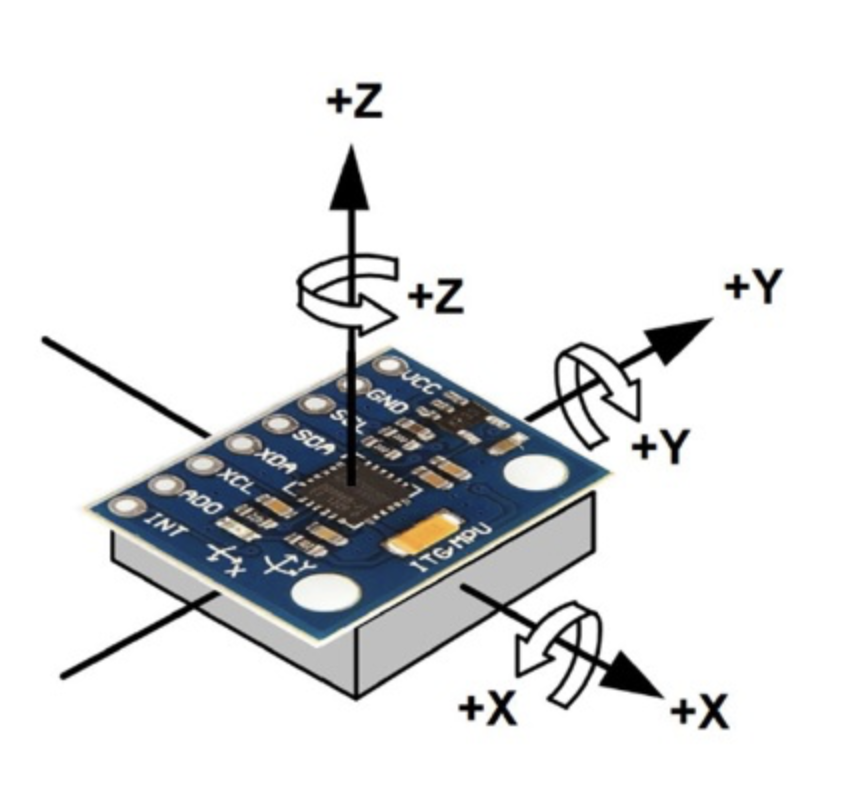 +Z
+Z
+Y
+Y
VCC
GND
SCL
SDA
XDA
XCL
ADO
INT
X
Y
ITG/MPU
+X
+X